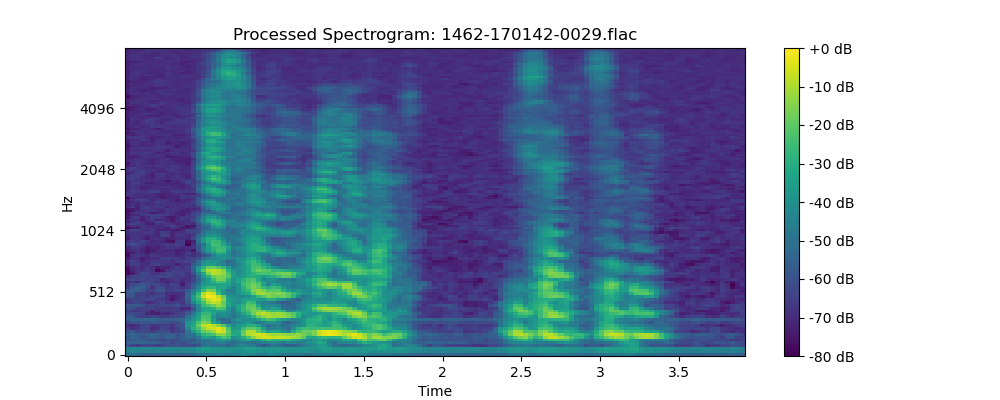 Processed Spectrogram: 1462-170142-0029.flac
Hz
4096
2048
1024
512
0
0
0.5
1
1.5
2
2.5
3
3.5
Time
+0 dB
-10 dB
-20 dB
-30 dB
-40 dB
-50 dB
-60 dB
-70 dB
-80 dB